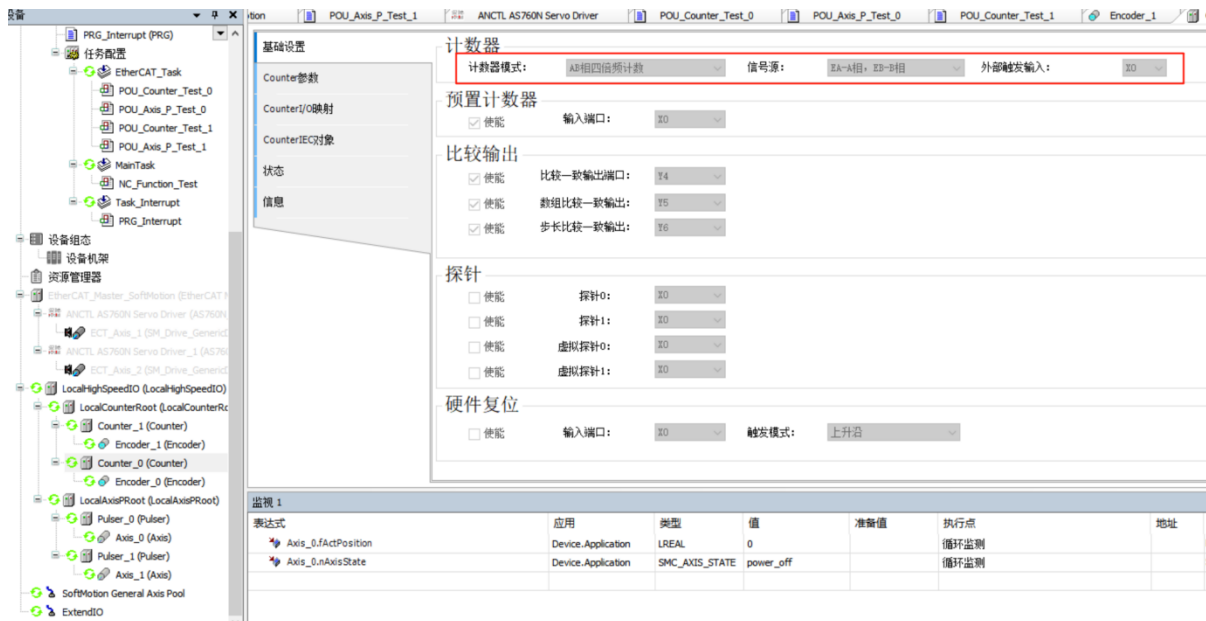 设备
tion
POU_Axis_P_Test_1
ANCTL AS760N Servo Driver
POU_Counter_Test_0
POU_Axis_P_Test_0
POU_Counter_Test_1
Encoder_1
PRG_Interrupt (PRG)
任务配置
EtherCAT_Task
POU_Counter_Test_0
POU_Axis_P_Test_0
POU_Counter_Test_1
POU_Axis_P_Test_1
MainTask
NC_Function_Test
Task_Interrupt
PRG_Interrupt
设备组态
设备机架
资源管理器
EtherCAT_Master_SoftMotion (EtherCAT M
ANCTL AS760N Servo Driver (AS760N
ECT_Axis_1 (SM_Drive_Generic
ANCTL AS760N Servo Driver_1 (AS76
ECT_Axis_2 (SM_Drive_Generic
LocalHighSpeedIO (LocalHighSpeedIO)
LocalCounterRoot (LocalCounterRo
Counter_1 (Counter)
Encoder_1 (Encoder)
Counter_0 (Counter)
Encoder_0 (Encoder)
LocalAxisPRoot (LocalAxisPRoot)
Pulser_0 (Pulser)
Axis_0 (Axis)
Pulser_1 (Pulser)
Axis_1 (Axis)
SoftMotion General Axis Pool
ExtendIO
基础设置
Counter参数
CounterI/O映射
CounterIEC对象
状态
信息
计数器
计数器模式: AB相四倍频计数 信号源: XA-A相, XB-B相 外部触发输入: X0
预置计数器
使能 输入端口: X0
比较输出
使能 比较一致输出端口: Y4
使能 数组比较一致输出: Y5
使能 步长比较一致输出: Y6
探针
使能 探针0: X0
使能 探针1: X0
使能 虚拟探针0: X0
使能 虚拟探针1: X0
硬件复位
使能 输入端口: X0 触发模式: 上升沿
监视 1
表达式 应用 类型 值 准备值 执行点 地址
Axis_0.fActPosition Device.Application LREAL 0 循环监测
Axis_0.nAxisState Device.Application SMC_AXIS_STATE power_off 循环监测